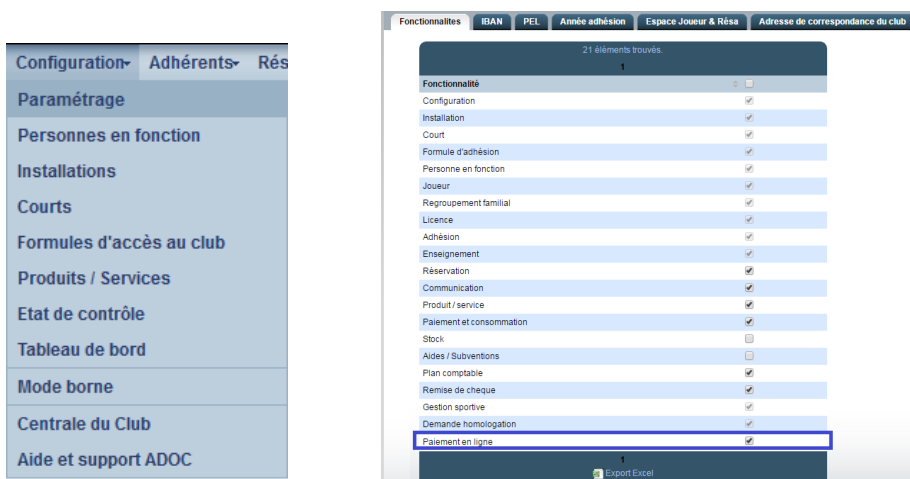 Configuration Adhérents Rés
Paramétrage
Personnes en fonction
Installations
Courts
Formules d'accès au club
Produits / Services
Etat de contrôle
Tableau de bord
Mode borne
Centrale du Club
Aide et support ADOC
Fonctionnalites IBAN PEL Année adhésion Espace Joueur & Résa Adresse de correspondance du club
21 éléments trouvés.
1
Fonctionnalité
Configuration
Installation
Court
Formule d'adhésion
Personne en fonction
Joueur
Regroupement familial
Licence
Adhésion
Enseignement
Réservation
Communication
Produit / service
Paiement et consommation
Stock
Aides / Subventions
Plan comptable
Remise de cheque
Gestion sportive
Demande homologation
Paiement en ligne
1
Export Excel